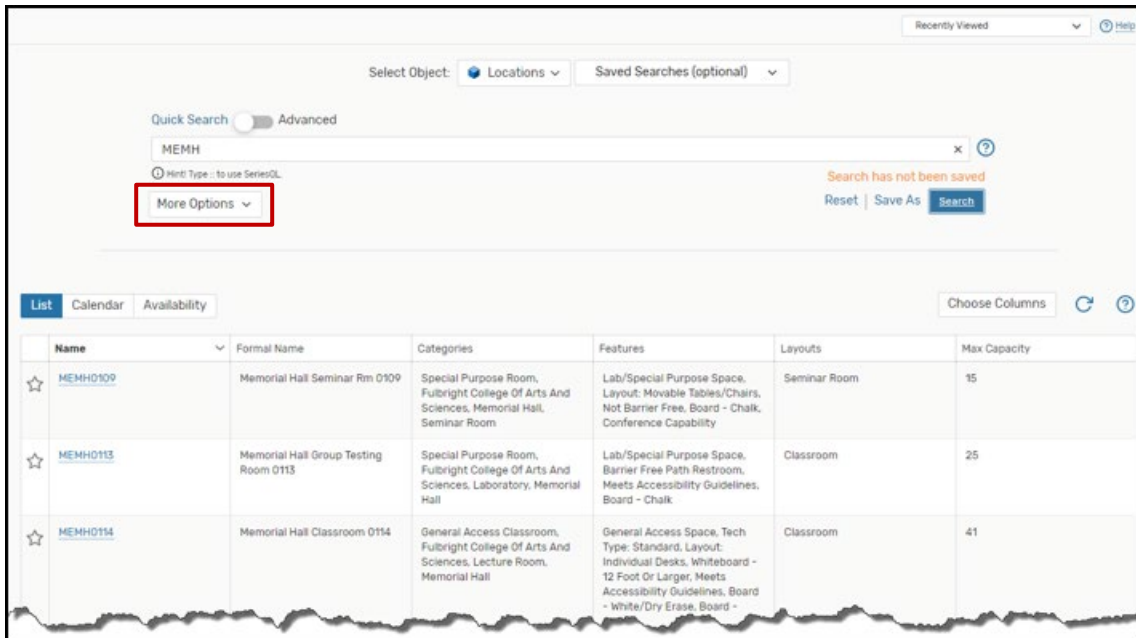 Recently Viewed
Help
Select Object: Locations Saved Searches (optional)
Quick Search Advanced
MEMH
Hint! Type :: to use SeriesQL.
Search has not been saved
More Options
Reset | Save As Search
List Calendar Availability
Choose Columns
Name Formal Name Categories Features Layouts Max Capacity
MEMH0109 Memorial Hall Seminar Rm 0109 Special Purpose Room, Lab/Special Purpose Space, Seminar Room 15
Fulbright College Of Arts And Layout: Movable Tables/Chairs,
Sciences, Memorial Hall, Not Barrier Free, Board - Chalk,
Seminar Room Conference Capability
MEMH0113 Memorial Hall Group Testing Special Purpose Room, Lab/Special Purpose Space, Classroom 25
Room 0113 Fulbright College Of Arts And Barrier Free Path Restroom,
Sciences, Laboratory, Memorial Meets Accessibility Guidelines,
Hall Board - Chalk
MEMH0114 Memorial Hall Classroom 0114 General Access Classroom, General Access Space, Tech Classroom 41
Fulbright College Of Arts And Type: Standard, Layout:
Sciences, Lecture Room, Individual Desks, Whiteboard -
Memorial Hall 12 Foot Or Larger, Meets
Accessibility Guidelines, Board
- White/Dry Erase, Board -